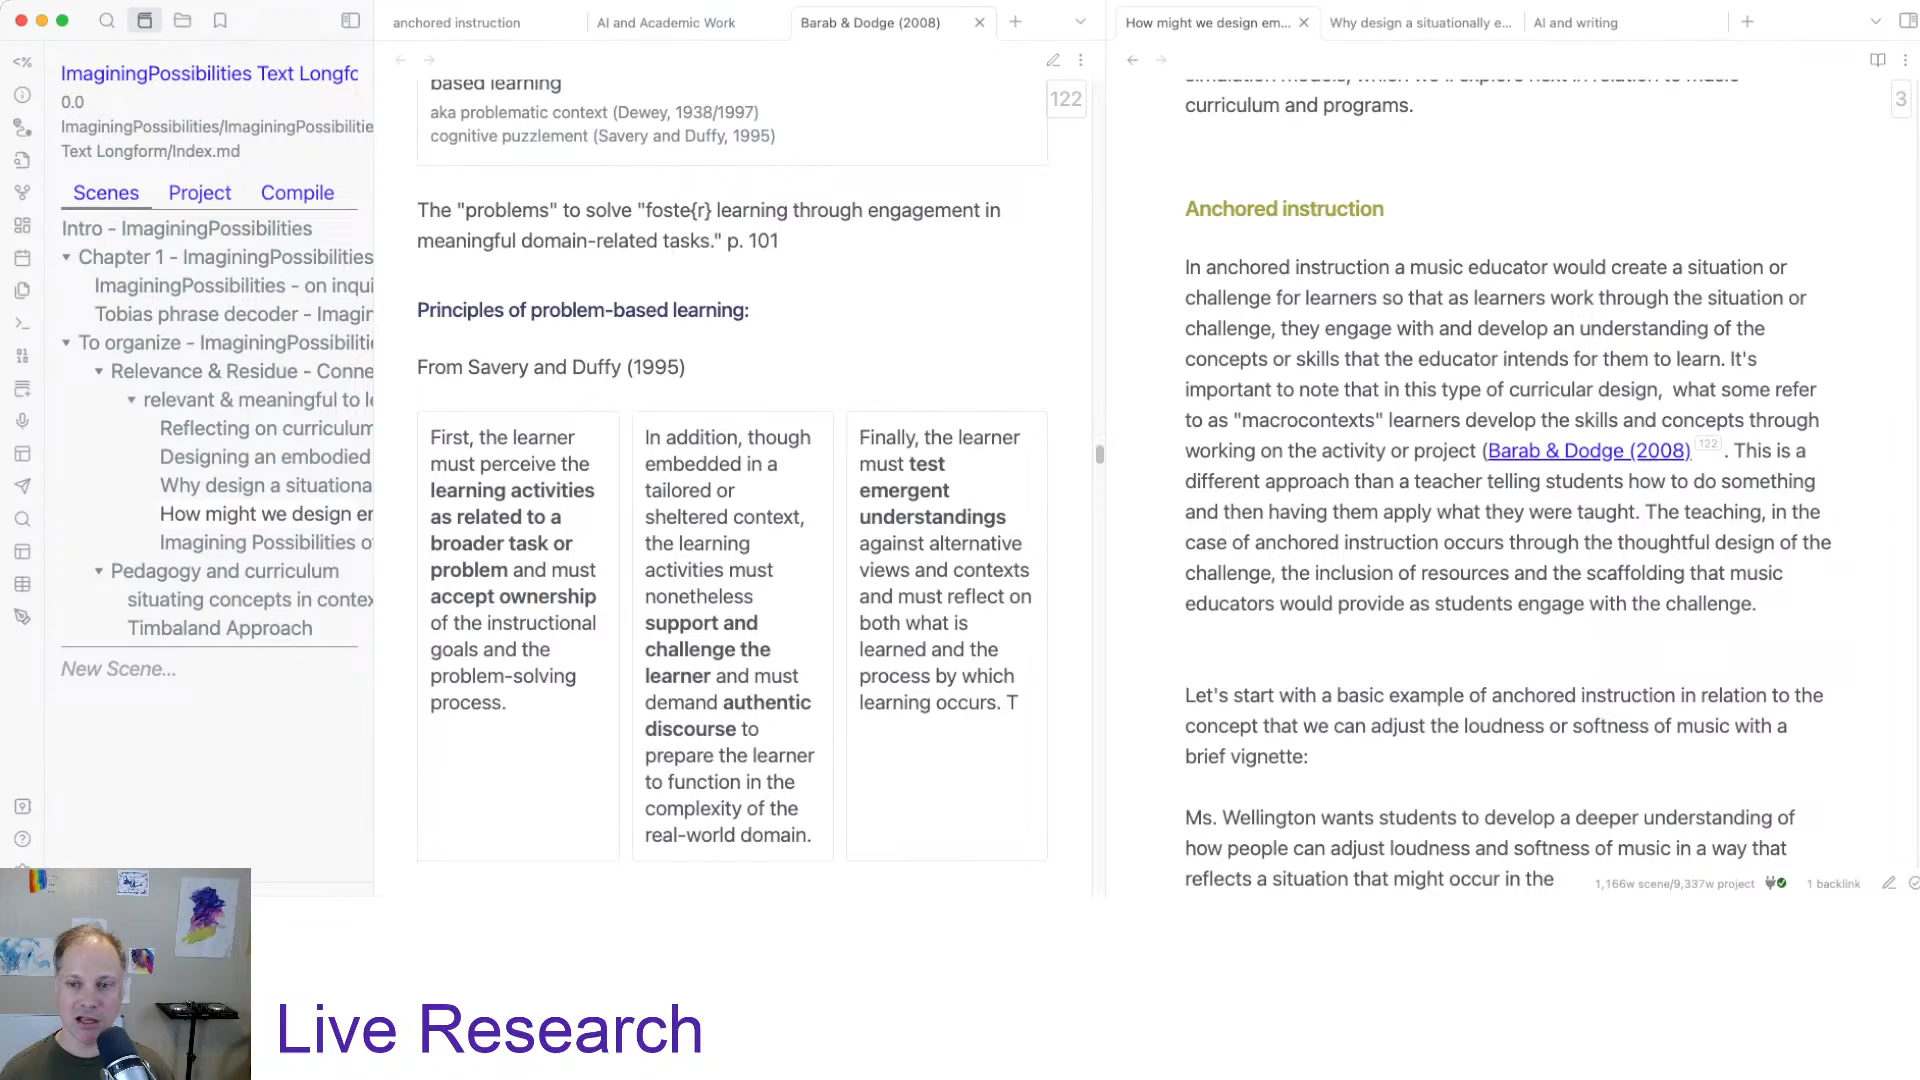 anchored instruction
AI and Academic Work
Barab & Dodge (2008)
How might we design em...
Why design a situationally e...
AI and writing
ImaginingPossibilities Text Longfo
0.0
ImaginingPossibilities/ImaginingPossibilitie
Text Longform/Index.md
Scenes
Project
Compile
Intro - ImaginingPossibilities
Chapter 1 - ImaginingPossibilities
ImaginingPossibilities - on inqui
Tobias phrase decoder - Imagin
To organize - ImaginingPossibiliti
Relevance & Residue - Conne
relevant & meaningful to le
Reflecting on curriculum
Designing an embodied
Why design a situationa
How might we design en
Imagining Possibilities o
Pedagogy and curriculum
situating concepts in contex
Timbaland Approach
New Scene...
based learning
122
aka problematic context (Dewey, 1938/1997)
cognitive puzzlement (Savery and Duffy, 1995)
The "problems" to solve "foste{r} learning through engagement in
meaningful domain-related tasks." p. 101
Principles of problem-based learning:
From Savery and Duffy (1995)
First, the learner
must perceive the
learning activities
as related to a
broader task or
problem and must
accept ownership
of the instructional
goals and the
problem-solving
process.
In addition, though
embedded in a
tailored or
sheltered context,
the learning
activities must
nonetheless
support and
challenge the
learner and must
demand authentic
discourse to
prepare the learner
to function in the
complexity of the
real-world domain.
Finally, the learner
must test
emergent
understandings
against alternative
views and contexts
and must reflect on
both what is
learned and the
process by which
learning occurs. T
simulation models, which we'll explore next in relation to music
curriculum and programs.
3
Anchored instruction
In anchored instruction a music educator would create a situation or
challenge for learners so that as learners work through the situation or
challenge, they engage with and develop an understanding of the
concepts or skills that the educator intends for them to learn. It's
important to note that in this type of curricular design, what some refer
to as "macrocontexts" learners develop the skills and concepts through
working on the activity or project (Barab & Dodge (2008) 122 . This is a
different approach than a teacher telling students how to do something
and then having them apply what they were taught. The teaching, in the
case of anchored instruction occurs through the thoughtful design of the
challenge, the inclusion of resources and the scaffolding that music
educators would provide as students engage with the challenge.
Let's start with a basic example of anchored instruction in relation to the
concept that we can adjust the loudness or softness of music with a
brief vignette:
Ms. Wellington wants students to develop a deeper understanding of
how people can adjust loudness and softness of music in a way that
reflects a situation that might occur in the
1,166w scene/9,337w project
1 backlink
Live Research